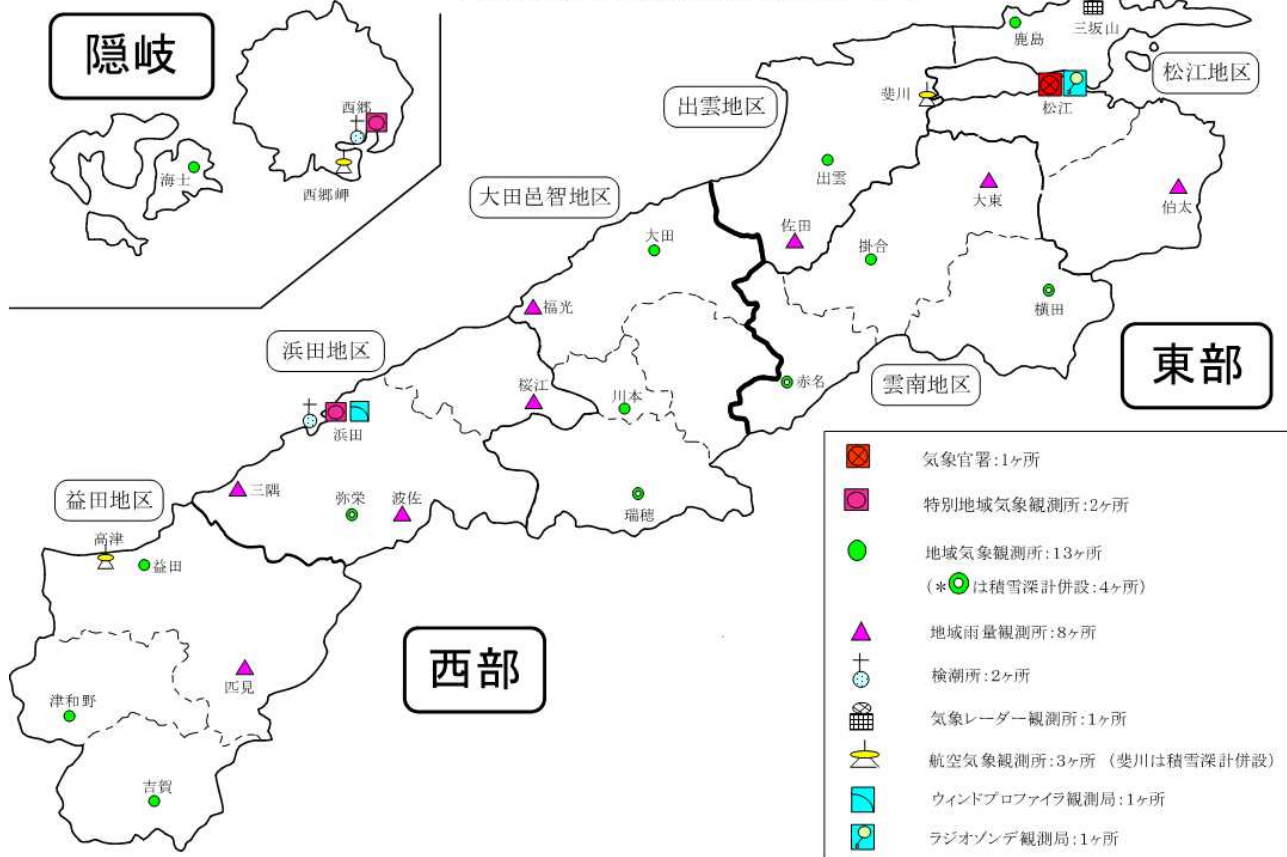 隠岐
西郷
海士
西郷岬
鹿島
三坂山
松江地区
松江
斐川
出雲地区
出雲
大東
伯太
佐田
掛合
横田
大田邑智地区
大田
福光
赤名
雲南地区
東部
浜田地区
桜江
川本
浜田
三隅
弥栄
波佐
瑞穂
益田地区
高津
益田
匹見
津和野
吉賀
西部
気象官署:1ヶ所
特別地域気象観測所:2ヶ所
地域気象観測所:13ヶ所
(*◎は積雪深計併設:4ヶ所)
地域雨量観測所:8ヶ所
検潮所:2ヶ所
気象レーダー観測所:1ヶ所
航空気象観測所:3ヶ所 (斐川は積雪深計併設)
ウィンドプロファイラ観測局:1ヶ所
ラジオゾンデ観測局:1ヶ所